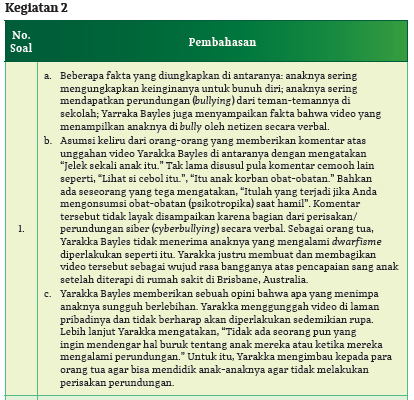 Kegiatan 2
No. Soal
Pembahasan
1.
a. Beberapa fakta yang diungkapkan di antaranya: anaknya sering
mengungkapkan keinginanya untuk bunuh diri; anaknya sering
mendapatkan perundungan (bullying) dari teman-temannya di
sekolah; Yarraka Bayles juga menyampaikan fakta bahwa video yang
menampilkan anaknya di bully oleh netizen secara verbal.
b. Asumsi keliru dari orang-orang yang memberikan komentar atas
unggahan video Yarakka Bayles di antaranya dengan mengatakan
“Jelek sekali anak itu.” Tak lama disusul pula komentar cemooh lain
seperti, “Lihat si cebol itu.”, “Itu anak korban obat-obatan.” Bahkan
ada seseorang yang tega mengatakan, “Itulah yang terjadi jika Anda
mengonsumsi obat-obatan (psikotropika) saat hamil”. Komentar
tersebut tidak layak disampaikan karena bagian dari perisakan/
perundungan siber (cyberbullying) secara verbal. Sebagai orang tua,
Yarakka Bayles tidak menerima anaknya yang mengalami dwarfisme
diperlakukan seperti itu. Yarakka justru membuat dan membagikan
video tersebut sebagai wujud rasa bangganya atas pencapaian sang anak
setelah diterapi di rumah sakit di Brisbane, Australia.
c. Yarakka Bayles memberikan sebuah opini bahwa apa yang menimpa
anaknya sungguh berlebihan. Yarakka menggunggah video di laman
pribadinya dan tidak berharap akan diperlakukan sedemikian rupa.
Lebih lanjut Yarakka mengatakan, “Tidak ada seorang pun yang
ingin mendengar hal buruk tentang anak mereka atau ketika mereka
mengalami perundungan.” Untuk itu, Yarakka mengimbau kepada para
orang tua agar bisa mendidik anak-anaknya agar tidak melakukan
perisakan perundungan.